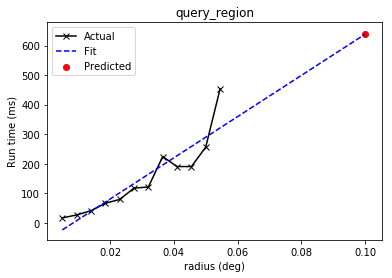 query_region
Actual
Fit
Predicted
Run time (ms)
600
500
400
300
200
100
0
0.02 0.04 0.06 0.08 0.10
radius (deg)